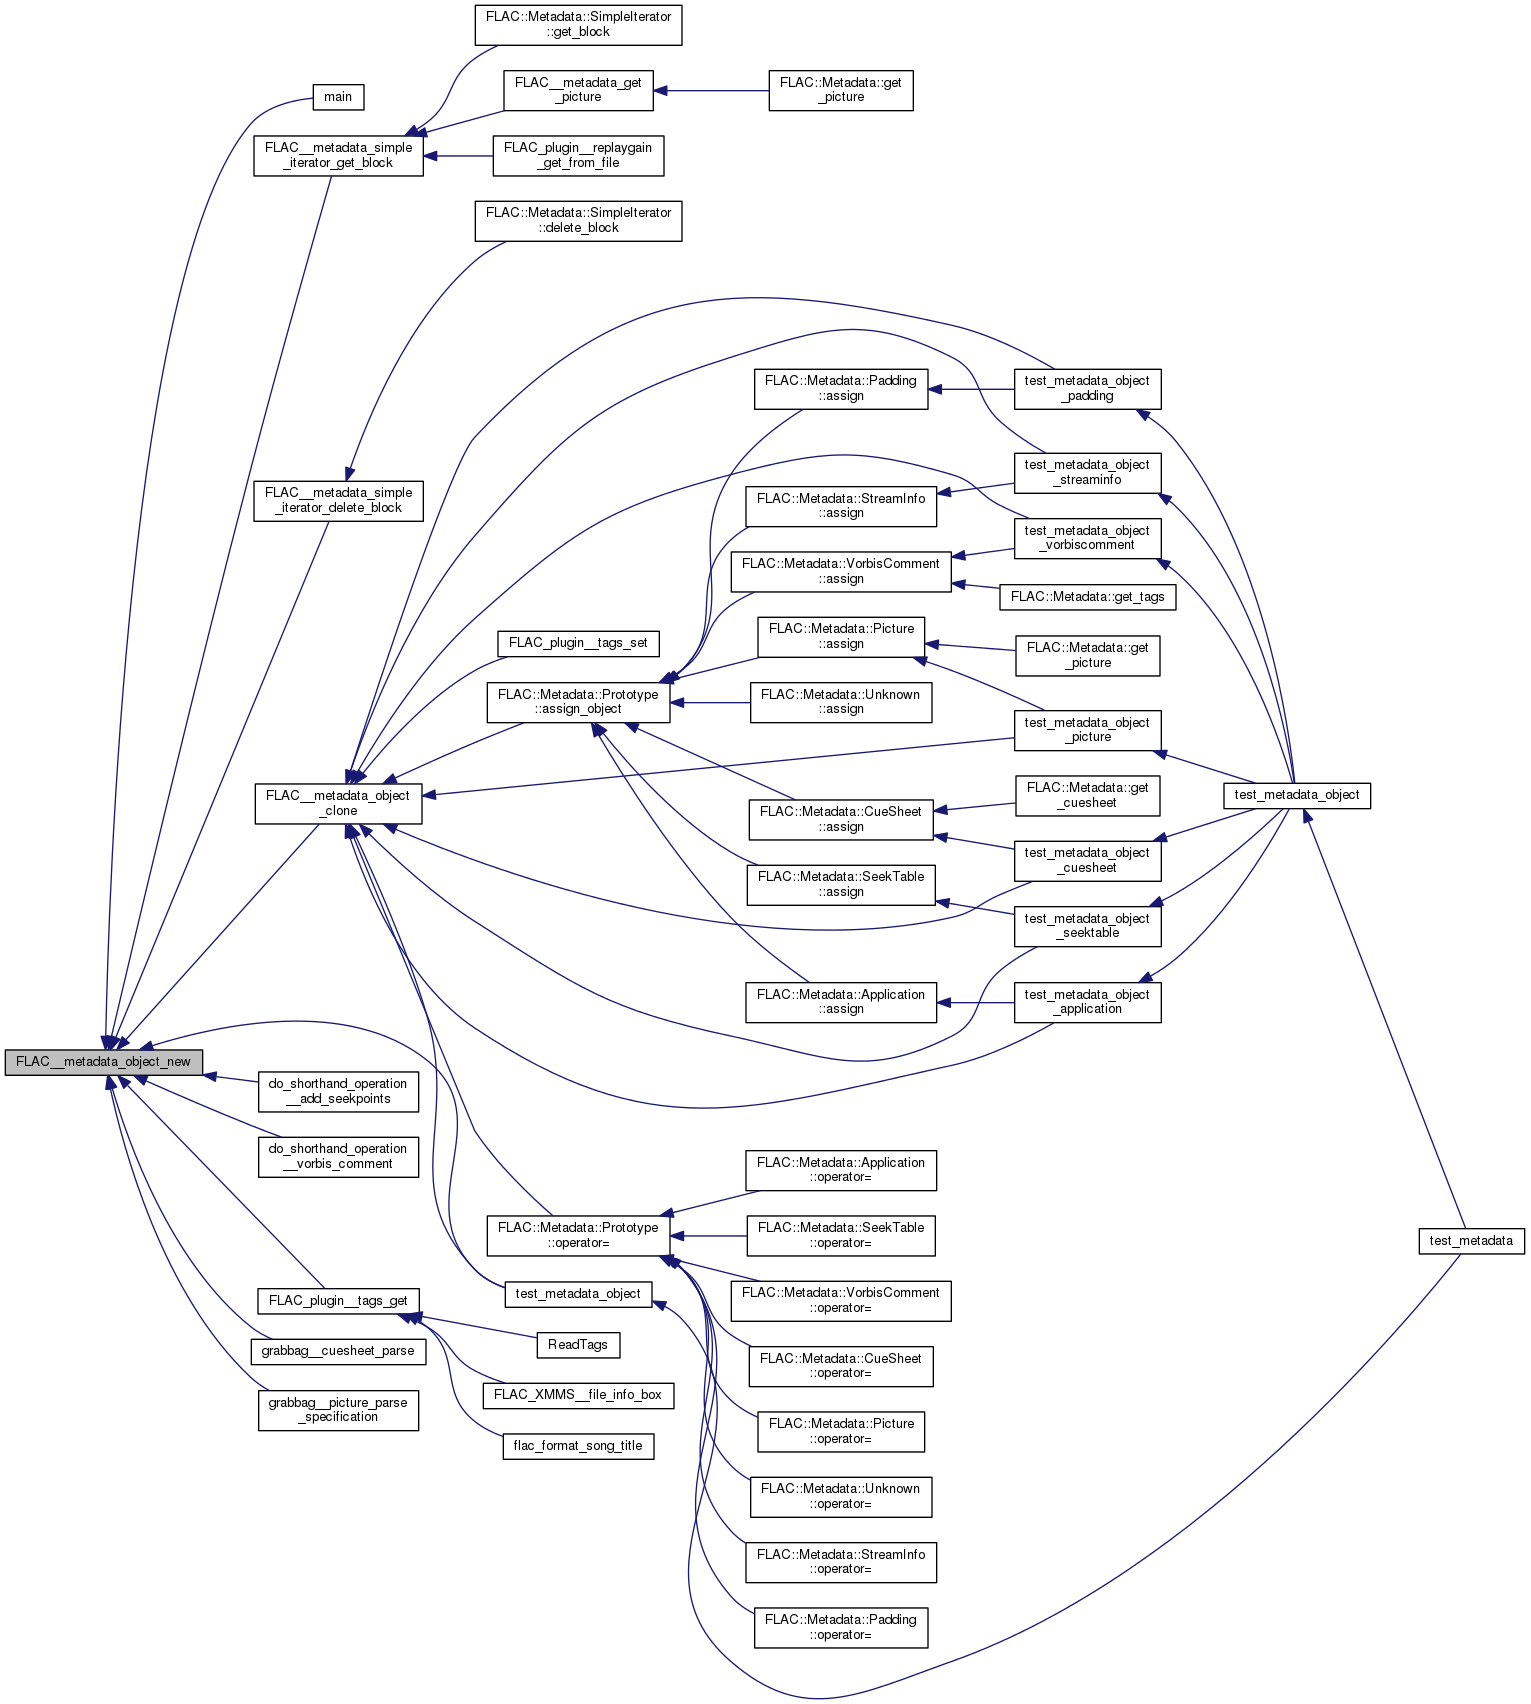 FLAC::Metadata::SimpleIterator
::get_block
main
FLAC__metadata_get
_picture
FLAC::Metadata::get
_picture
FLAC__metadata_simple
_iterator_get_block
FLAC_plugin__replaygain
_get_from_file
FLAC::Metadata::SimpleIterator
::delete_block
FLAC::Metadata::Padding
::assign
test_metadata_object
_padding
FLAC__metadata_simple
_iterator_delete_block
FLAC::Metadata::StreamInfo
::assign
test_metadata_object
_streaminfo
FLAC::Metadata::VorbisComment
::assign
test_metadata_object
_vorbiscomment
FLAC::Metadata::get_tags
FLAC_plugin__tags_set
FLAC::Metadata::Picture
::assign
FLAC::Metadata::get
_picture
FLAC::Metadata::Prototype
::assign_object
FLAC::Metadata::Unknown
::assign
test_metadata_object
_picture
FLAC__metadata_object
_clone
FLAC::Metadata::CueSheet
::assign
FLAC::Metadata::get
_cuesheet
test_metadata_object
FLAC::Metadata::SeekTable
::assign
test_metadata_object
_cuesheet
test_metadata_object
_seektable
FLAC::Metadata::Application
::assign
test_metadata_object
_application
FLAC__metadata_object_new
do_shorthand_operation
__add_seekpoints
do_shorthand_operation
__vorbis_comment
FLAC::Metadata::Application
::operator=
FLAC::Metadata::Prototype
::operator=
FLAC::Metadata::SeekTable
::operator=
test_metadata
FLAC_plugin__tags_get
test_metadata_object
FLAC::Metadata::VorbisComment
::operator=
grabbag__cuesheet_parse
ReadTags
FLAC::Metadata::CueSheet
::operator=
grabbag__picture_parse
_specification
FLAC_XMMS__file_info_box
FLAC::Metadata::Picture
::operator=
flac_format_song_title
FLAC::Metadata::Unknown
::operator=
FLAC::Metadata::StreamInfo
::operator=
FLAC::Metadata::Padding
::operator=